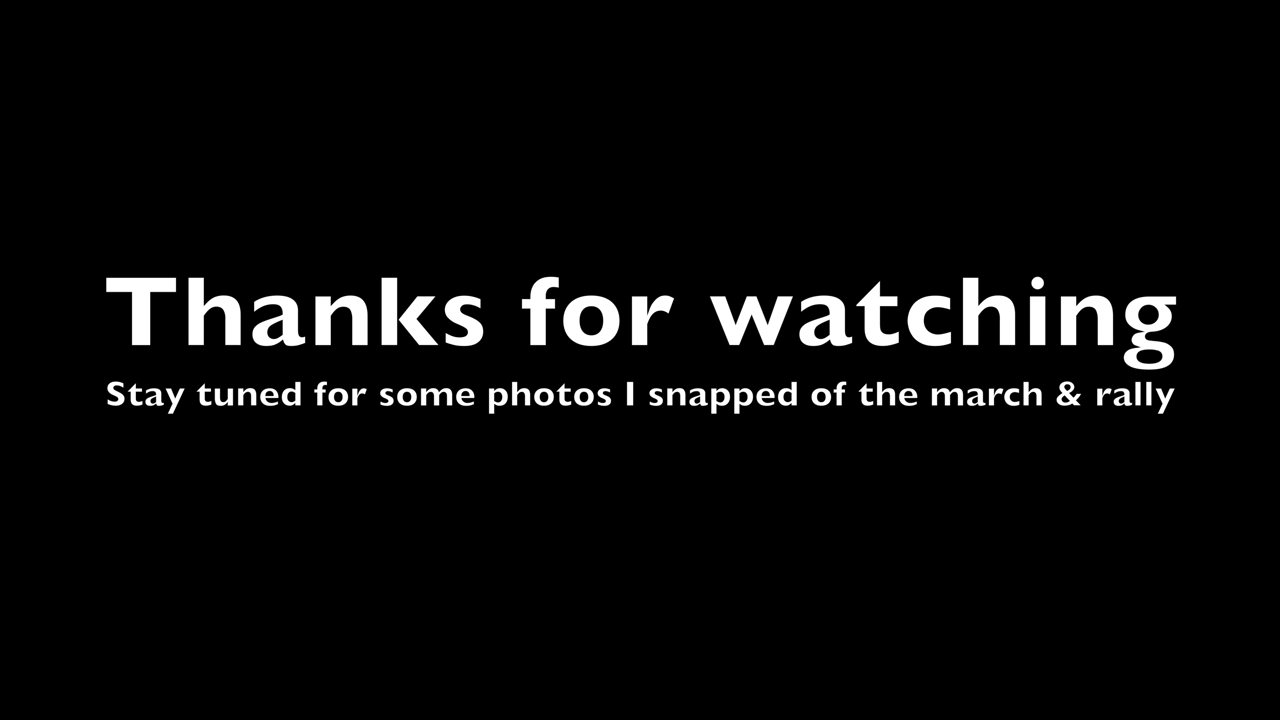 Thanks for watching
Stay tuned for some photos I snapped of the march & rally